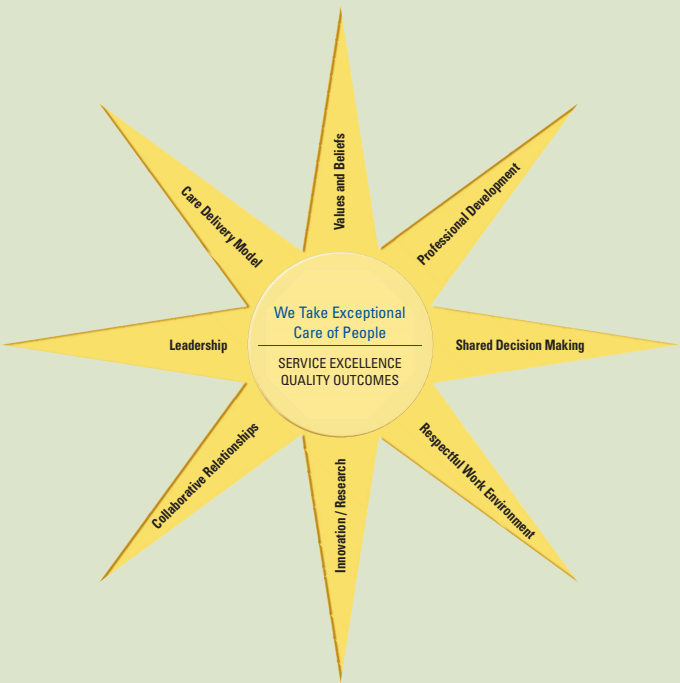 Values and Beliefs
Professional Development
Care Delivery Model
We Take Exceptional
Care of People
SERVICE EXCELLENCE
QUALITY OUTCOMES
Leadership
Shared Decision Making
Collaborative Relationships
Respectful Work Environment
Innovation / Research